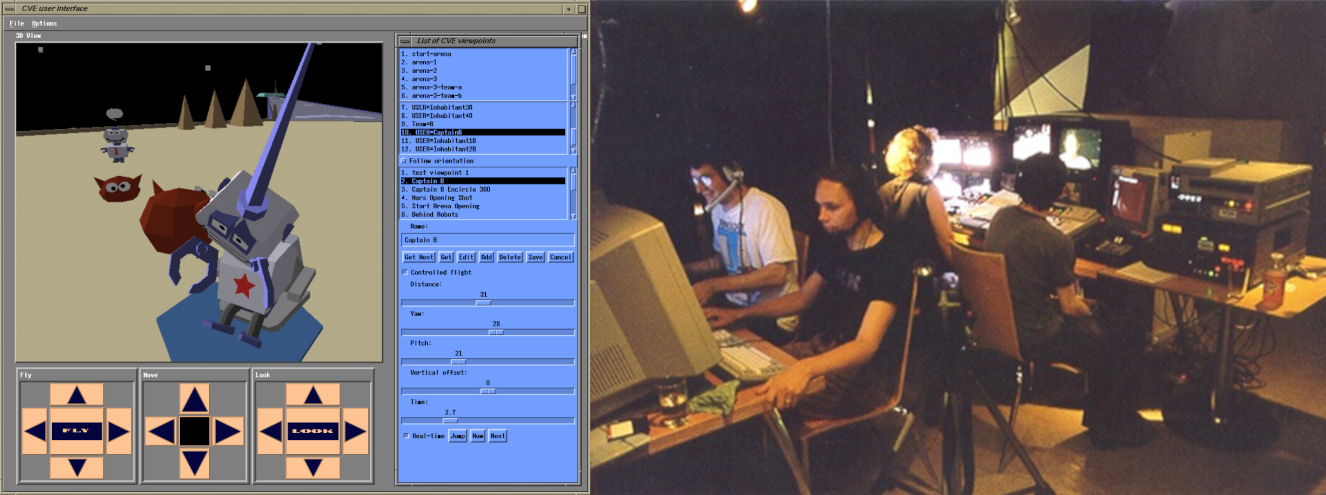 CVE user interface
File Options
3D View
List of CVE viewpoints
1. start-arena
2. arena-1
3. arena-2
4. arena-3
5. arena-3-team-a
6. arena-3-team-b
7. USER=Inhabitant3A
8. USER=Inhabitant4A
9. Team=B
10. USER=CaptainB
11. USER=Inhabitant1B
12. USER=Inhabitant2B
Follow orientation
1. test viewpoint 1
2. Captain B
3. Captain B Encircle 360
4. Mars Opening Shot
5. Start Arena Opening
6. Behind Robots
Name:
Captain B
Get Next Get Edit Add Delete Save Cancel
Controlled flight
Distance:
31
Yaw:
28
Pitch:
21
Vertical offset:
0
Time:
2.7
Real-time Jump Now Next
Fly Move Look
FLY LOOK
1